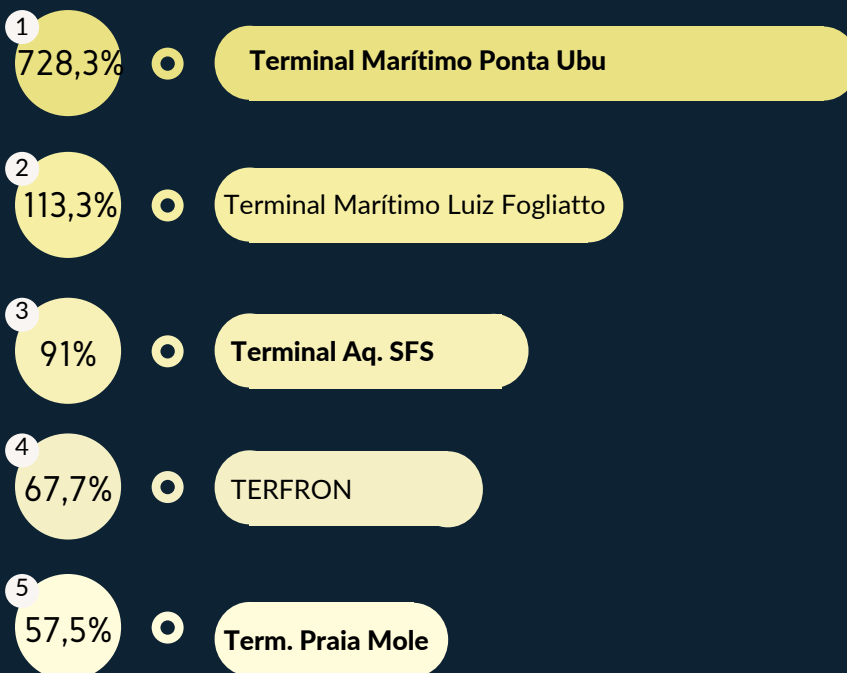 1
728,3%
Terminal Marítimo Ponta Ubu
2
113,3%
Terminal Marítimo Luiz Fogliatto
3
91%
Terminal Aq. SFS
4
67,7%
TERFRON
5
57,5%
Term. Praia Mole